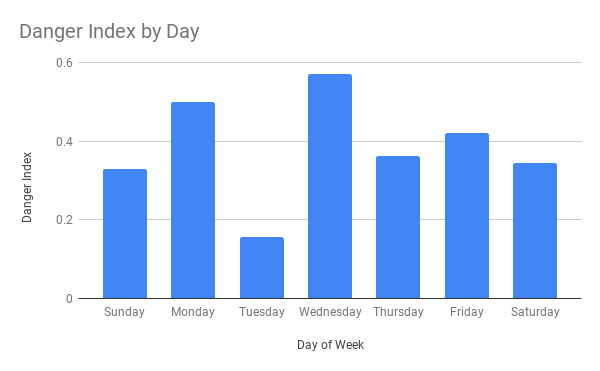 Danger Index by Day
0.6
0.4
0.2
0
Danger Index
Sunday Monday Tuesday Wednesday Thursday Friday Saturday
Day of Week